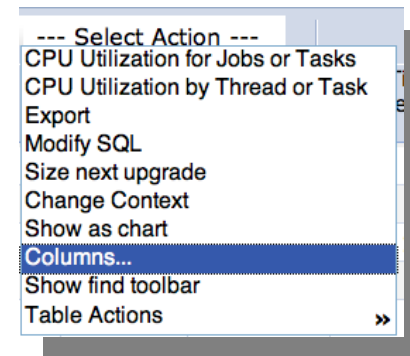 --- Select Action ---
CPU Utilization for Jobs or Tasks
CPU Utilization by Thread or Task
Export
Modify SQL
Size next upgrade
Change Context
Show as chart
Columns...
Show find toolbar
Table Actions »